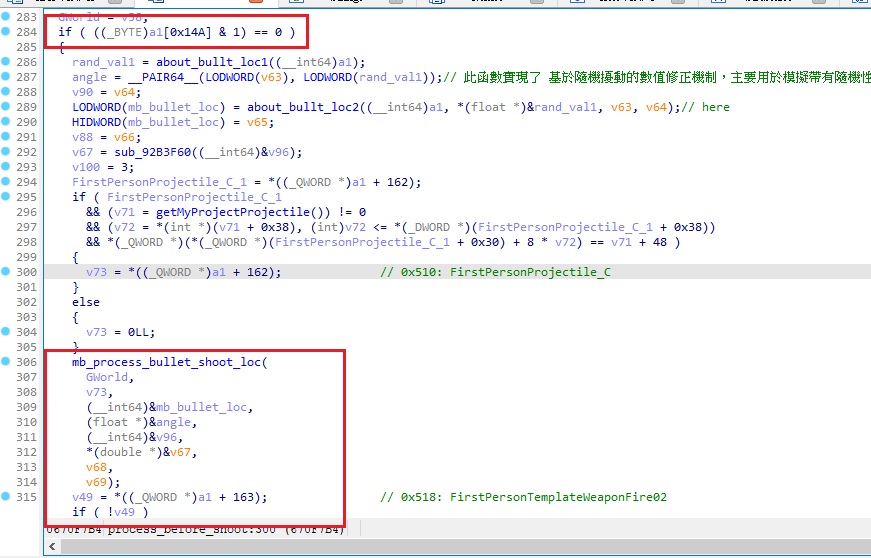 283 GWorld = v98;
284 if ( ((_BYTE)a1[0x14A] & 1) == 0 )
285 {
286 rand_val1 = about_bullt_loc1((__int64)a1);
287 angle = __PAIR64__(LODWORD(v63), LODWORD(rand_val1));// 此函數實現了 基於隨機擾動的數值修正機制，主要用於模擬帶有隨機性
288 v90 = v64;
289 LODWORD(mb_bullet_loc) = about_bullt_loc2((__int64)a1, *(float *)&rand_val1, v63, v64);// here
290 HIDWORD(mb_bullet_loc) = v65;
291 v88 = v66;
292 v67 = sub_92B3F60((__int64)&v96);
293 v100 = 3;
294 FirstPersonProjectile_C_1 = *((_QWORD *)a1 + 162);
295 if ( FirstPersonProjectile_C_1
296 && (v71 = getMyProjectProjectile()) != 0
297 && (v72 = *(int *)(v71 + 0x38), (int)v72 <= *(_DWORD *)(FirstPersonProjectile_C_1 + 0x38))
298 && *(_QWORD *)(*(_QWORD *)(FirstPersonProjectile_C_1 + 0x30) + 8 * v72) == v71 + 48 )
299 {
300 v73 = *((_QWORD *)a1 + 162); // 0x510: FirstPersonProjectile_C
301 }
302 else
303 {
304 v73 = 0LL;
305 }
306 mb_process_bullet_shoot_loc(
307 GWorld,
308 v73,
309 (__int64)&mb_bullet_loc,
310 (float *)&angle,
311 (__int64)&v96,
312 *(double *)&v67,
313 v68,
314 v69);
315 v49 = *((_QWORD *)a1 + 163); // 0x518: FirstPersonTemplateWeaponFire02
if ( !v49 )
0670F7B4 process_before_shoot:300 (670F7B4)